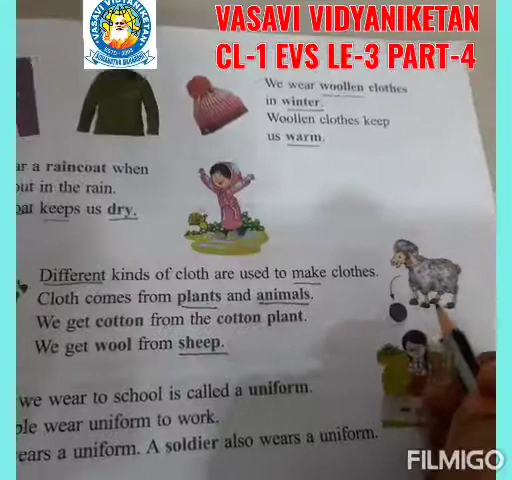 VASAVI VIDYANIKETAN
CL-1 EVS LE-3 PART-4
VASAVI VIDYANIKETAN
We wear woollen clothes
in winter.
Woollen clothes keep
us warm.
ar a raincoat when
out in the rain.
oat keeps us dry.
Different kinds of cloth are used to make clothes.
Cloth comes from plants and animals.
We get cotton from the cotton plant.
We get wool from sheep.
we wear to school is called a uniform.
ple wear uniform to work.
ears a uniform. A soldier also wears a uniform.
FILMIGO